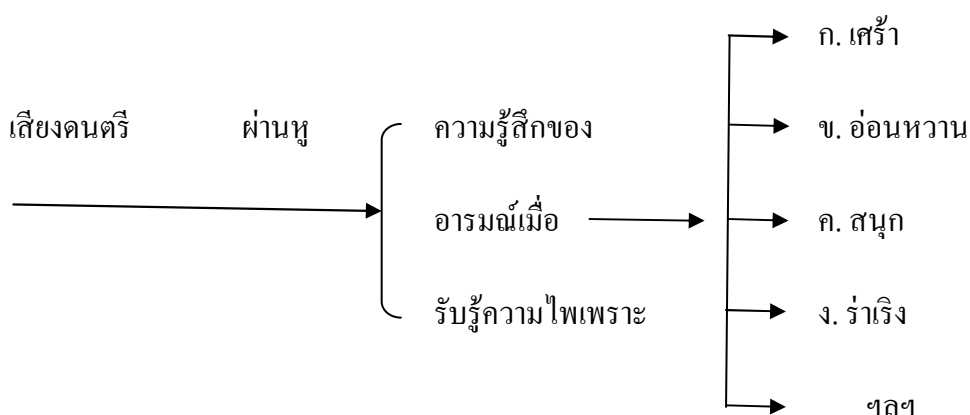 ก. เศร้า
เสียงดนตรี ผ่านหู ความรู้สึกของ ข. อ่อนหวาน
อารมณ์เมื่อ ค. สนุก
รับรู้ความไพเพราะ ง. ร่าเริง
ฯลฯ